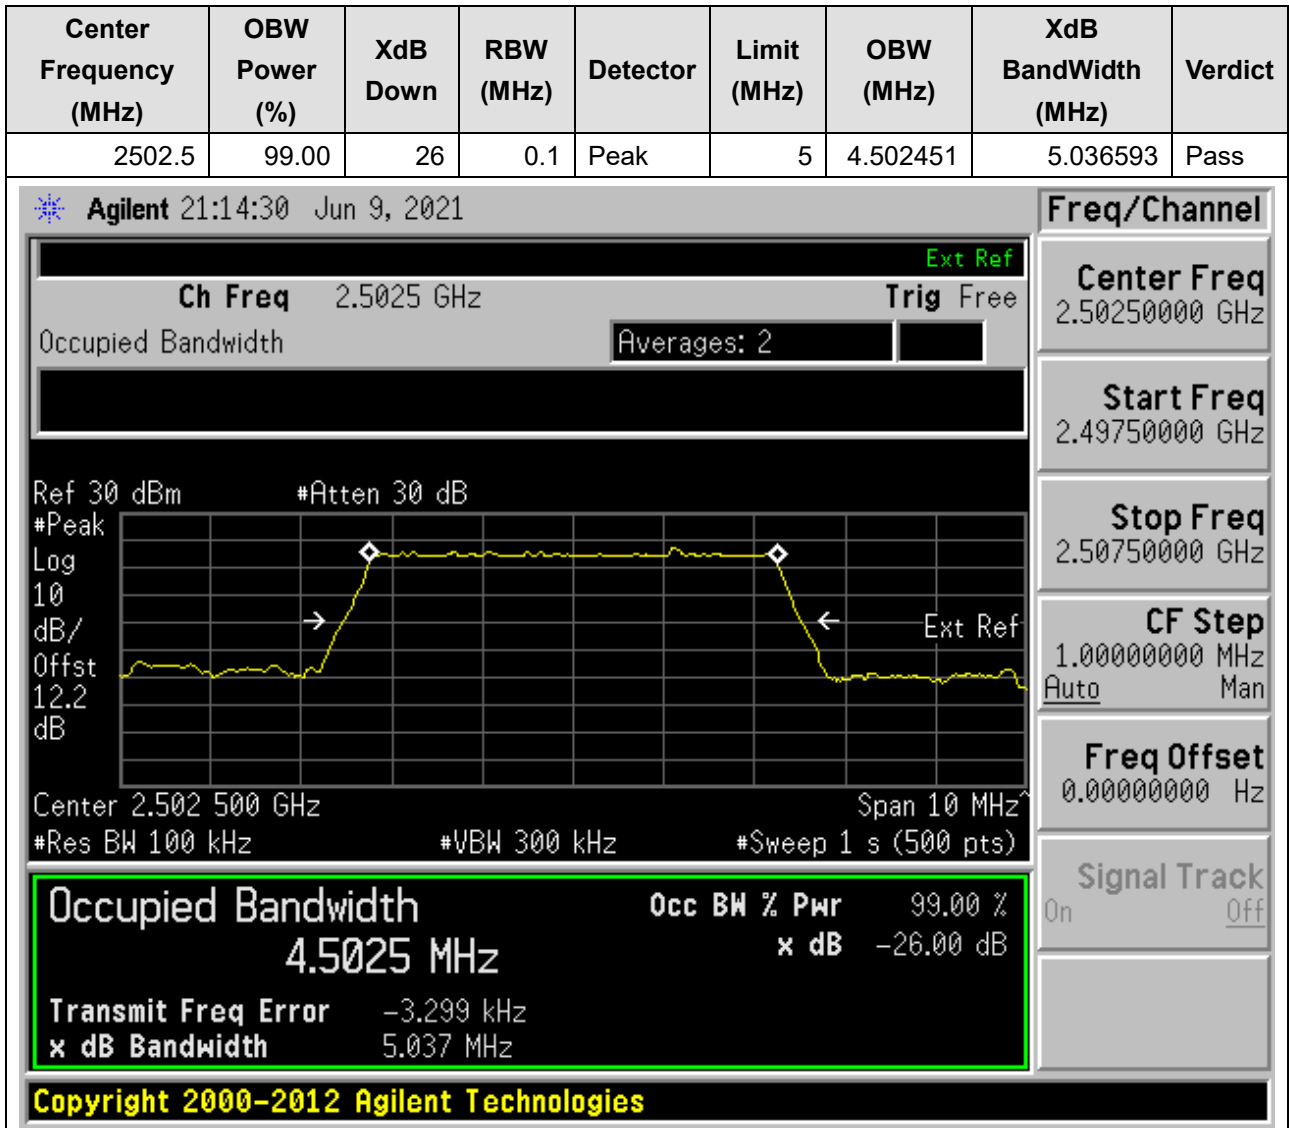 Center Frequency (MHz) OBW Power (%) XdB Down RBW (MHz) Detector Limit (MHz) OBW (MHz) XdB BandWidth (MHz) Verdict
2502.5 99.00 26 0.1 Peak 5 4.502451 5.036593 Pass
Agilent 21:14:30 Jun 9, 2021
Freq/Channel
Ext Ref
Ch Freq 2.5025 GHz Trig Free
Occupied Bandwidth Averages: 2
Center Freq
2.50250000 GHz
Start Freq
2.49750000 GHz
Stop Freq
2.50750000 GHz
CF Step
1.00000000 MHz
Auto Man
Freq Offset
0.00000000 Hz
Signal Track
On Off
Ref 30 dBm #Atten 30 dB
#Peak
Log
10
dB/
Offst
12.2
dB
Ext Ref
Center 2.502 500 GHz Span 10 MHz^
#Res BW 100 kHz #VBW 300 kHz #Sweep 1 s (500 pts)
Occupied Bandwidth
4.5025 MHz
Occ BW % Pwr 99.00 %
x dB -26.00 dB
Transmit Freq Error -3.299 kHz
x dB Bandwidth 5.037 MHz
Copyright 2000-2012 Agilent Technologies